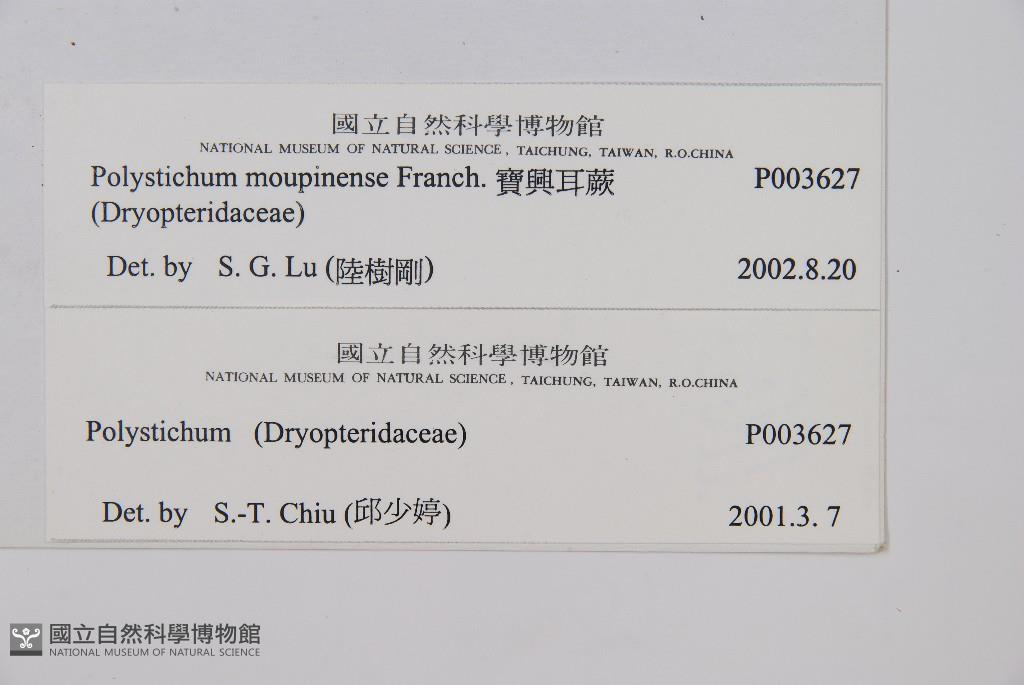 國立自然科學博物館
NATIONAL MUSEUM OF NATURAL SCIENCE, TAICHUNG, TAIWAN, R.O.CHINA
Polystichum moupinense Franch. 寶興耳蕨 P003627
(Dryopteridaceae)
Det. by S. G. Lu (陸樹剛) 2002.8.20
國立自然科學博物館
NATIONAL MUSEUM OF NATURAL SCIENCE, TAICHUNG, TAIWAN, R.O.CHINA
Polystichum (Dryopteridaceae) P003627
Det. by S.-T. Chiu (邱少婷) 2001.3. 7
國立自然科學博物館
NATIONAL MUSEUM OF NATURAL SCIENCE